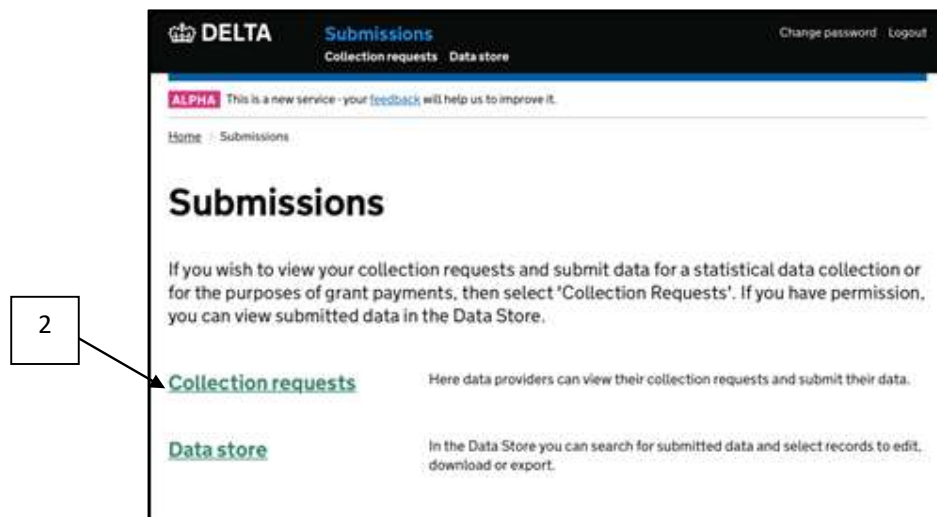 DELTA
Submissions
Change password Logout
Collection requests Data store
ALPHA This is a new service - your feedback will help us to improve it.
Home Submissions
Submissions
If you wish to view your collection requests and submit data for a statistical data collection or
for the purposes of grant payments, then select 'Collection Requests'. If you have permission,
you can view submitted data in the Data Store.
2
Collection requests
Here data providers can view their collection requests and submit their data.
Data store
In the Data Store you can search for submitted data and select records to edit,
download or export.